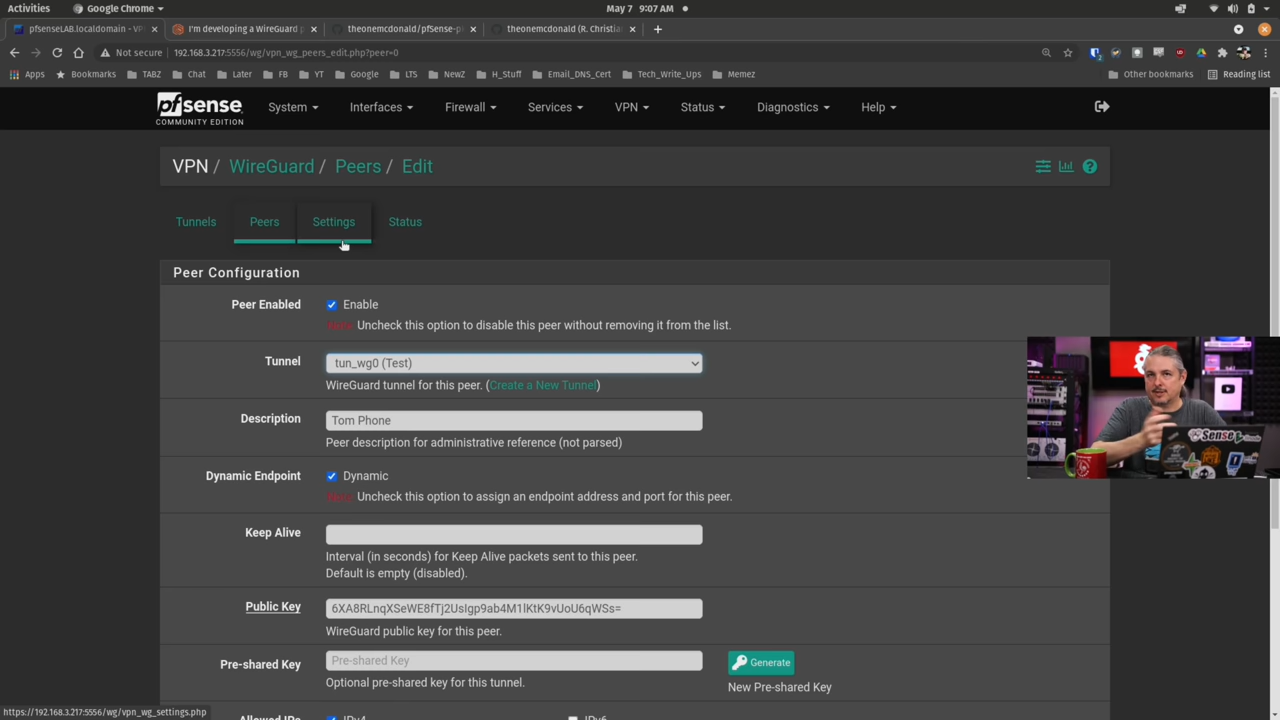 Activities
Google Chrome
May 7 9:07 AM
pfsenseLAB.localdomain - VP
I'm developing a WireGuard p
theonemcdonald/pfsense-p
theonemcdonald (R. Christia
Not secure 192.168.3.217:5556/wg/vpn_wg_peers_edit.php?peer=0
Apps Bookmarks TABZ Chat Later FB YT Google LTS NewZ H_Stuff Email_DNS_Cert Tech_Write_Ups Memez Other bookmarks Reading list
pfsense
COMMUNITY EDITION
System Interfaces Firewall Services VPN Status Diagnostics Help
VPN / WireGuard / Peers / Edit
Tunnels Peers Settings Status
Peer Configuration
Peer Enabled Enable
Uncheck this option to disable this peer without removing it from the list.
Tunnel tun_wg0 (Test)
WireGuard tunnel for this peer. (Create a New Tunnel)
Description Tom Phone
Peer description for administrative reference (not parsed)
Dynamic Endpoint Dynamic
Uncheck this option to assign an endpoint address and port for this peer.
Keep Alive
Interval (in seconds) for Keep Alive packets sent to this peer.
Default is empty (disabled).
Public Key 6XA8RLnqXSeWE8fTj2UsIgp9ab4M1lKtK9vUoU6qWSs=
WireGuard public key for this peer.
Pre-shared Key Pre-shared Key Generate
Optional pre-shared key for this tunnel. New Pre-shared Key
https://192.168.3.217:5556/wg/vpn_wg_settings.php
Allowed IPs IPv4 IPv6